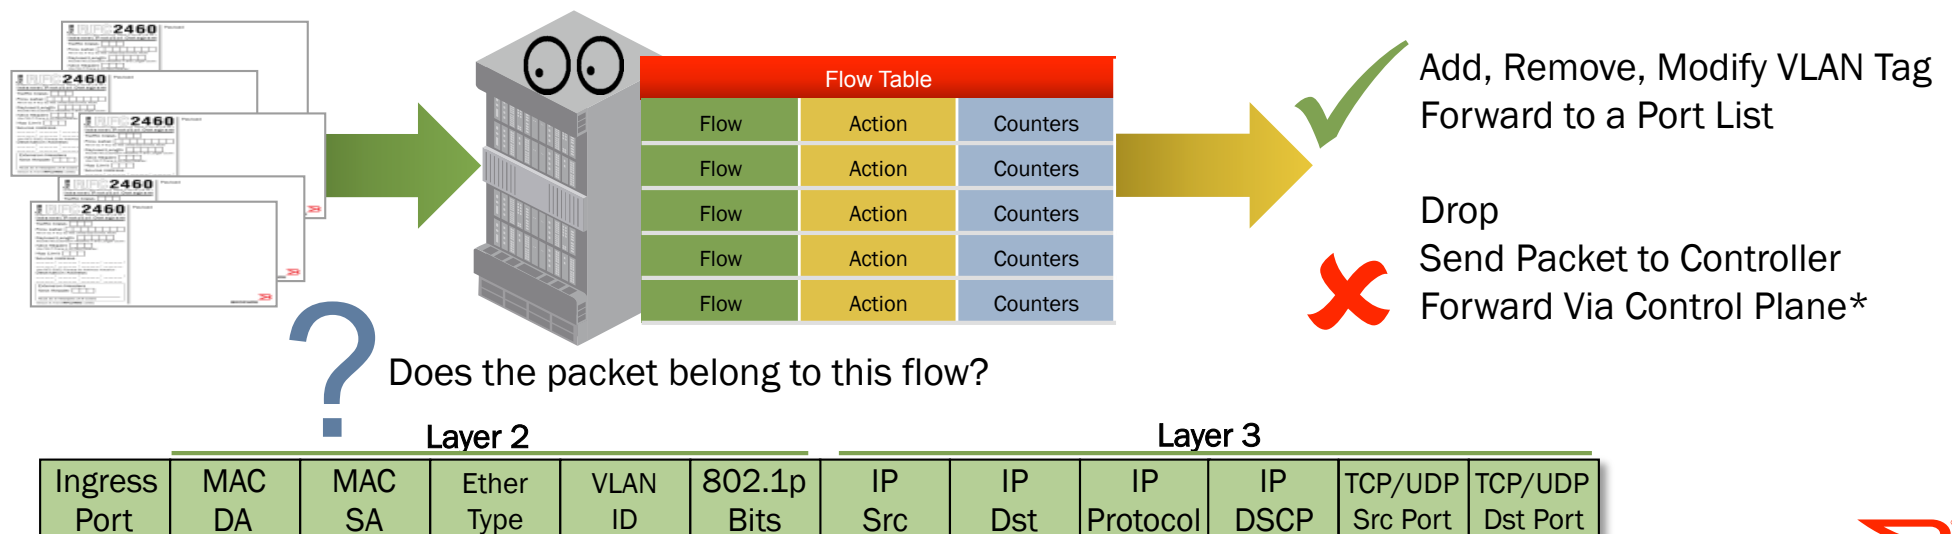 2460
2460
2460
2460
2460
Flow Table
Flow Action Counters
Flow Action Counters
Flow Action Counters
Flow Action Counters
Flow Action Counters
Add, Remove, Modify VLAN Tag
Forward to a Port List
Drop
Send Packet to Controller
Forward Via Control Plane*
?
Does the packet belong to this flow?
Layer 2
Layer 3
Ingress Port
MAC DA
MAC SA
Ether Type
VLAN ID
802.1p Bits
IP Src
IP Dst
IP Protocol
IP DSCP
TCP/UDP Src Port
TCP/UDP Dst Port